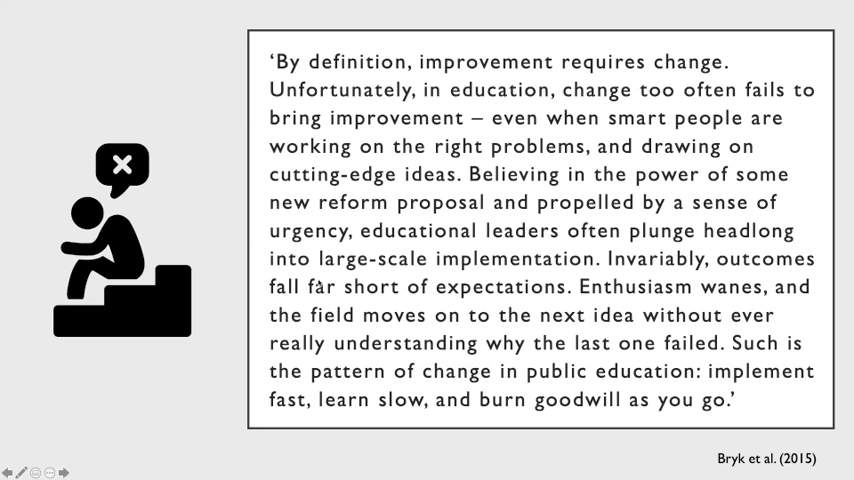 ‘By definition, improvement requires change.
Unfortunately, in education, change too often fails to
bring improvement – even when smart people are
working on the right problems, and drawing on
cutting-edge ideas. Believing in the power of some
new reform proposal and propelled by a sense of
urgency, educational leaders often plunge headlong
into large-scale implementation. Invariably, outcomes
fall far short of expectations. Enthusiasm wanes, and
the field moves on to the next idea without ever
really understanding why the last one failed. Such is
the pattern of change in public education: implement
fast, learn slow, and burn goodwill as you go.’
Bryk et al. (2015)